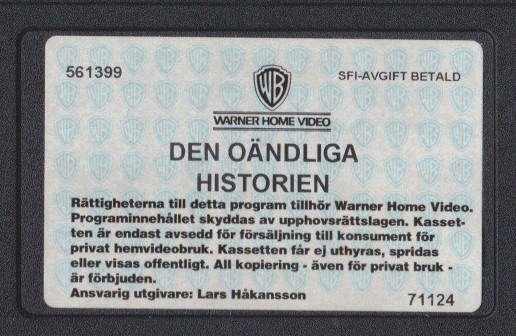 561399
SFI-AVGIFT BETALD
WB
WARNER HOME VIDEO
DEN OÄNDLIGA
HISTORIEN
Rättigheterna till detta program tillhör Warner Home Video.
Programinnehållet skyddas av upphovsrättslagen. Kasset-
ten är endast avsedd för försäljning till konsument för
privat hemvideobruk. Kassetten får ej uthyras, spridas
eller visas offentligt. All kopiering - även för privat bruk -
är förbjuden.
Ansvarig utgivare: Lars Håkansson
71124